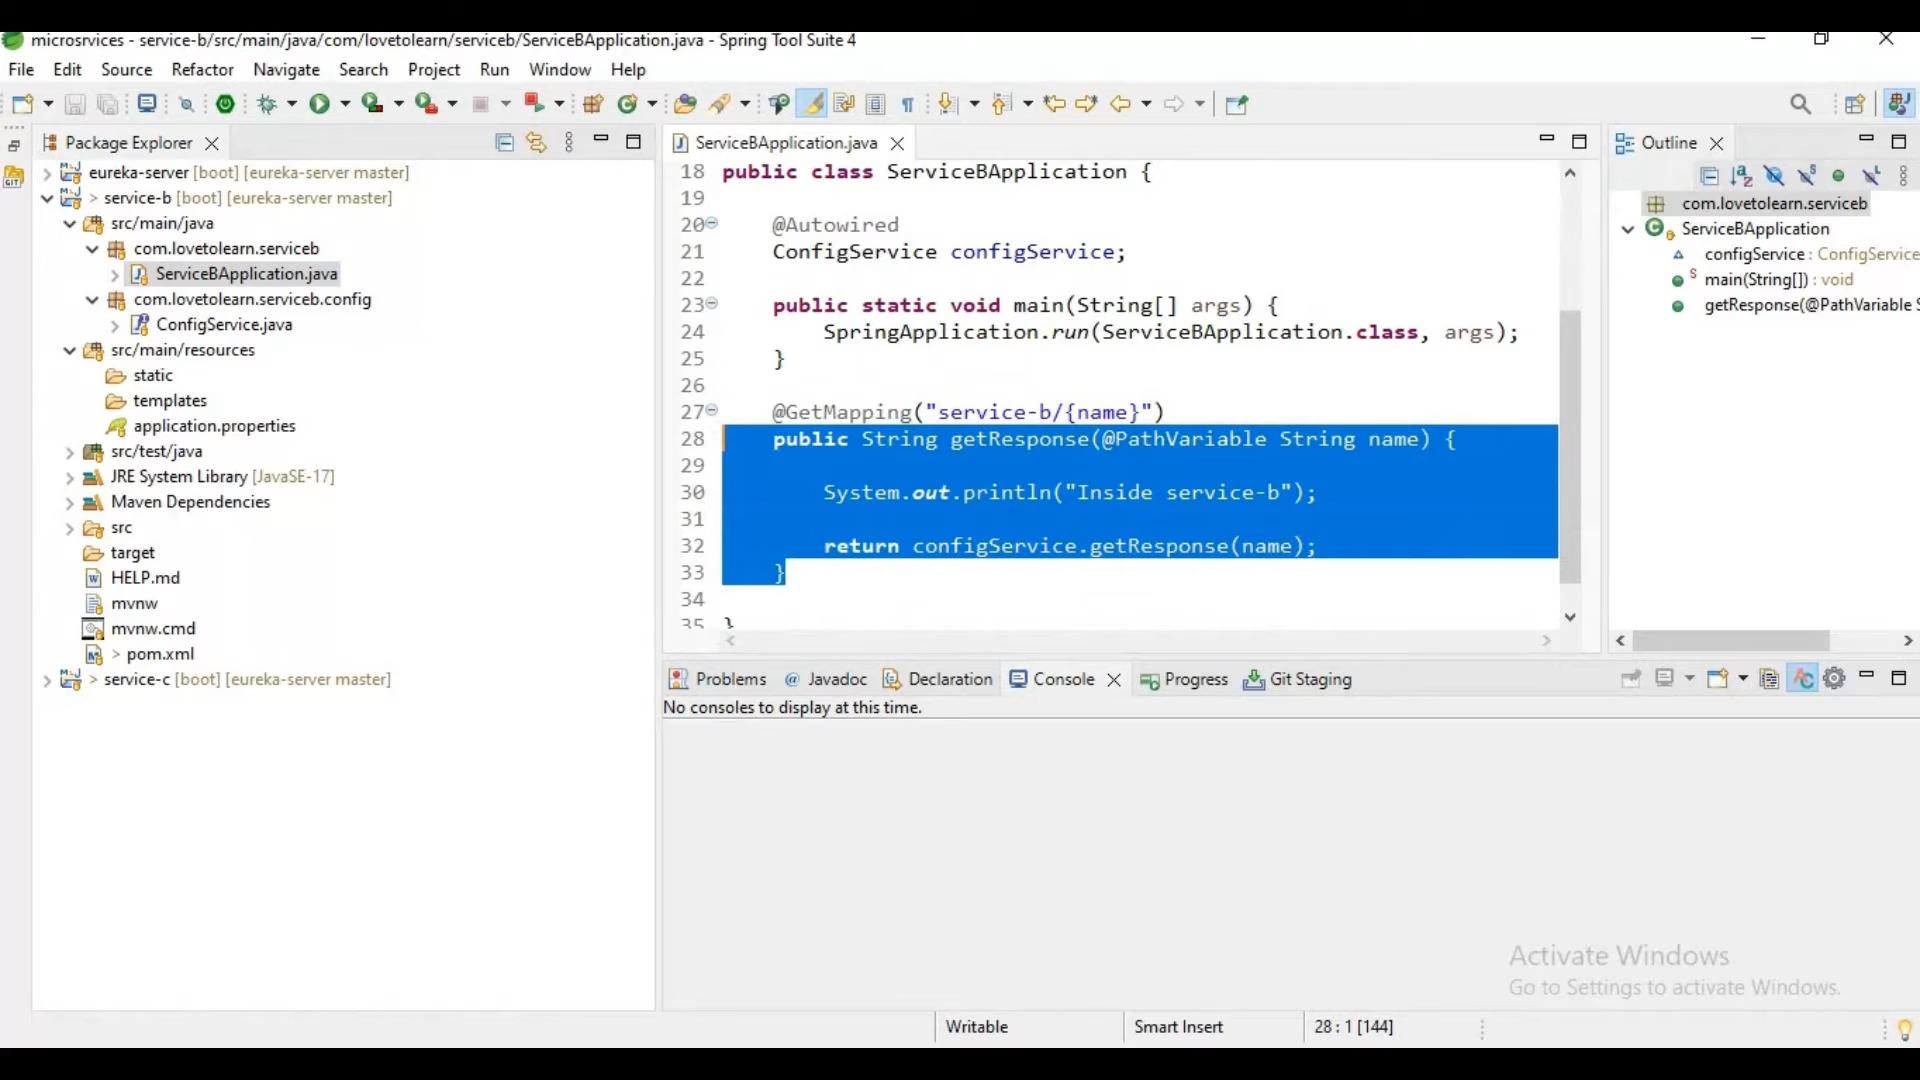 microsrvices - service-b/src/main/java/com/lovetolearn/serviceb/ServiceBApplication.java - Spring Tool Suite 4
File Edit Source Refactor Navigate Search Project Run Window Help
Package Explorer
eureka-server [boot] [eureka-server master]
> service-b [boot] [eureka-server master]
src/main/java
com.lovetolearn.serviceb
ServiceBApplication.java
com.lovetolearn.serviceb.config
ConfigService.java
src/main/resources
static
templates
application.properties
src/test/java
JRE System Library [JavaSE-17]
Maven Dependencies
src
target
HELP.md
mvnw
mvnw.cmd
> pom.xml
> service-c [boot] [eureka-server master]
ServiceBApplication.java
18 public class ServiceBApplication {
19
20 @Autowired
21 ConfigService configService;
22
23 public static void main(String[] args) {
24 SpringApplication.run(ServiceBApplication.class, args);
25 }
26
27 @GetMapping("service-b/{name}")
28 public String getResponse(@PathVariable String name) {
29
30 System.out.println("Inside service-b");
31
32 return configService.getResponse(name);
33 }
34
35 }
Outline
com.lovetolearn.serviceb
ServiceBApplication
configService : ConfigService
main(String[]) : void
getResponse(@PathVariable S
Problems @ Javadoc Declaration Console Progress Git Staging
No consoles to display at this time.
Activate Windows
Go to Settings to activate Windows.
Writable Smart Insert 28 : 1 [144]